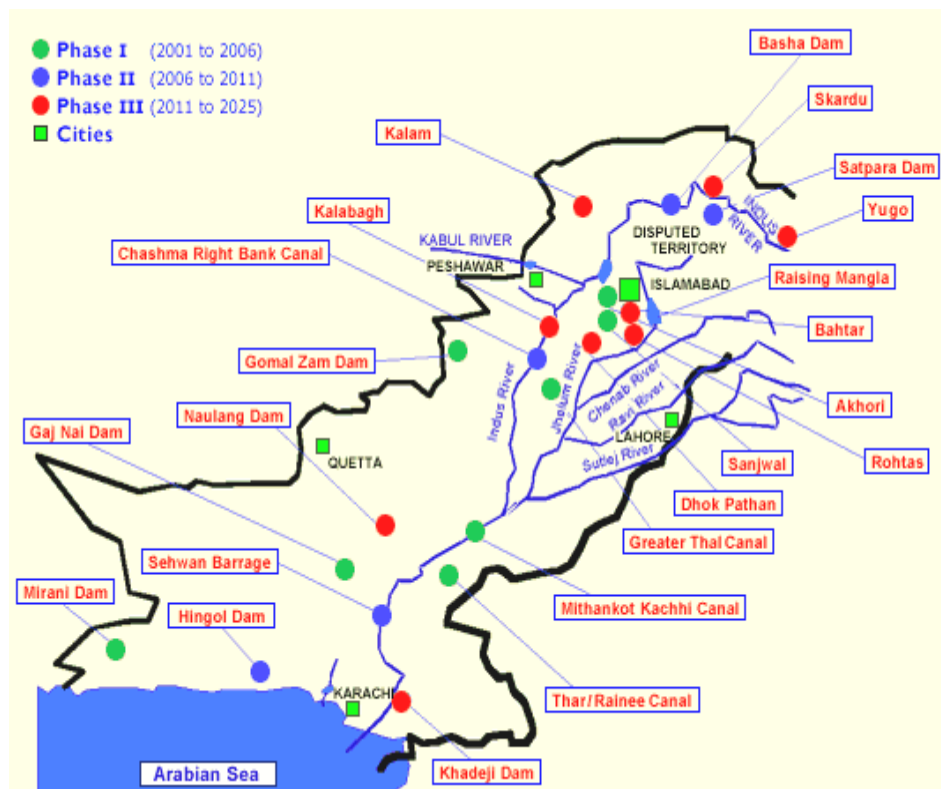 Phase I (2001 to 2006)
Phase II (2006 to 2011)
Phase III (2011 to 2025)
Cities
Basha Dam
Skardu
Kalam
Satpara Dam
Kalabagh
Yugo
INDUS
RIVER
DISPUTED
TERRITORY
KABUL RIVER
Chashma Right Bank Canal
PESHAWAR
ISLAMABAD
Raising Mangla
Bahtar
Gomal Zam Dam
Indus River
Jhelum River
Chenab River
Ravi River
Akhori
Naulang Dam
Gaj Nai Dam
LAHORE
QUETTA
Sutlej River
Sanjwal
Rohtas
Dhok Pathan
Greater Thal Canal
Sehwan Barrage
Mirani Dam
Hingol Dam
Mithankot Kachhi Canal
KARACHI
Thar/Rainee Canal
Arabian Sea
Khadeji Dam